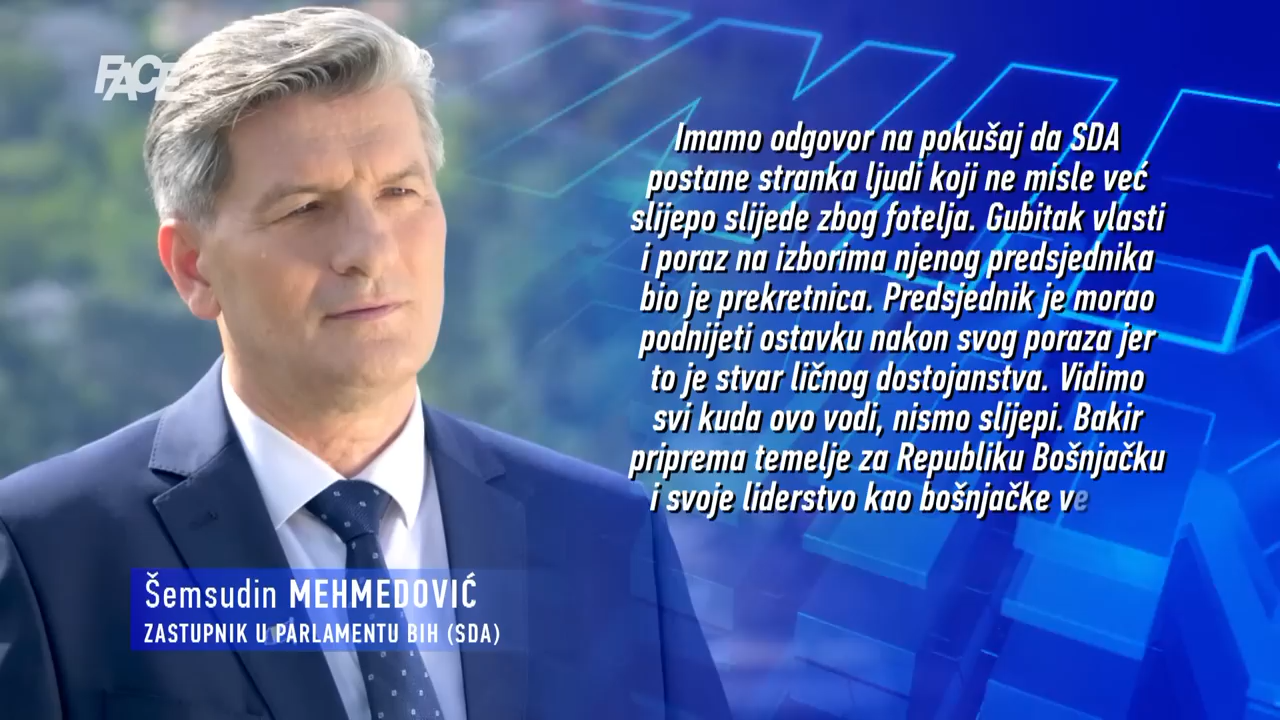 FACE
Imamo odgovor na pokušaj da SDA
postane stranka ljudi koji ne misle već
slijepo slijede zbog fotelja. Gubitak vlasti
i poraz na izborima njenog predsjednika
bio je prekretnica. Predsjednik je morao
podnijeti ostavku nakon svog poraza jer
to je stvar ličnog dostojanstva. Vidimo
svi kuda ovo vodi, nismo slijepi. Bakir
priprema temelje za Republiku Bošnjačku
i svoje liderstvo kao bošnjačke ve
Šemsudin MEHMEDOVIĆ
ZASTUPNIK U PARLAMENTU BIH (SDA)